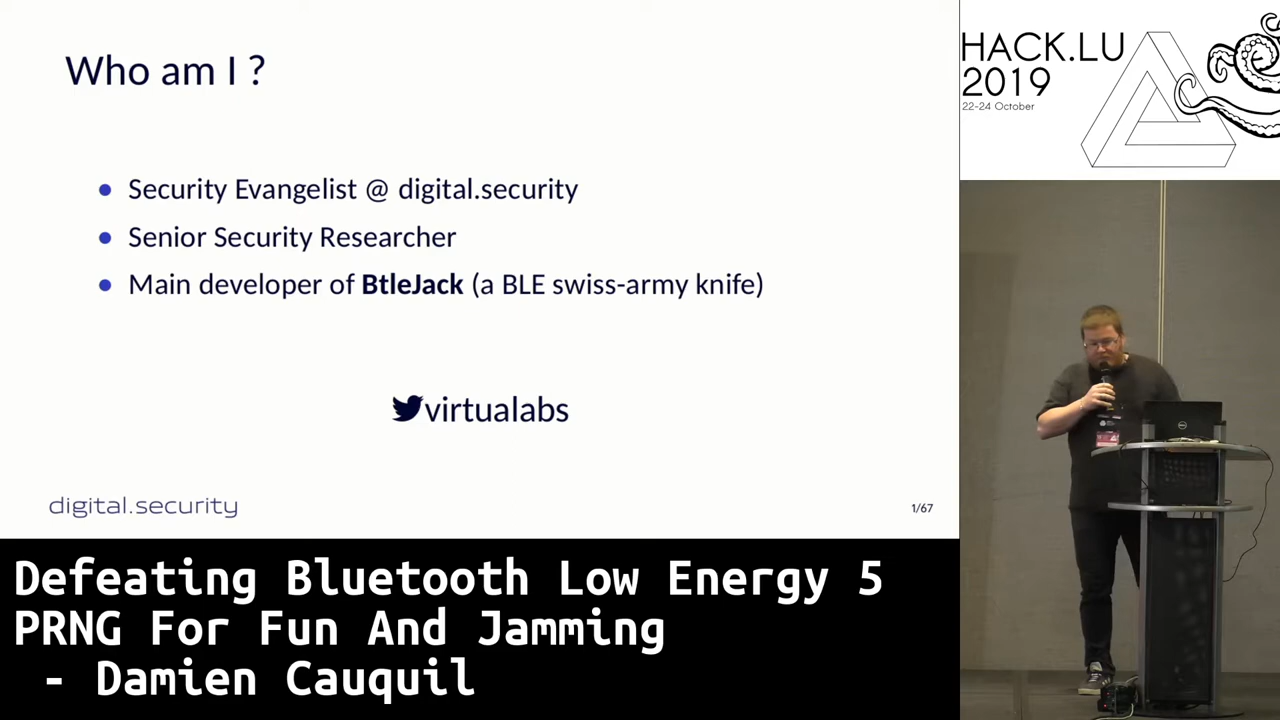 Who am I ?
Security Evangelist @ digital.security
Senior Security Researcher
Main developer of BtleJack (a BLE swiss-army knife)
virtualabs
digital.security
1/67
HACK.LU
2019
22-24 October
Defeating Bluetooth Low Energy 5
PRNG For Fun And Jamming
- Damien Cauquil